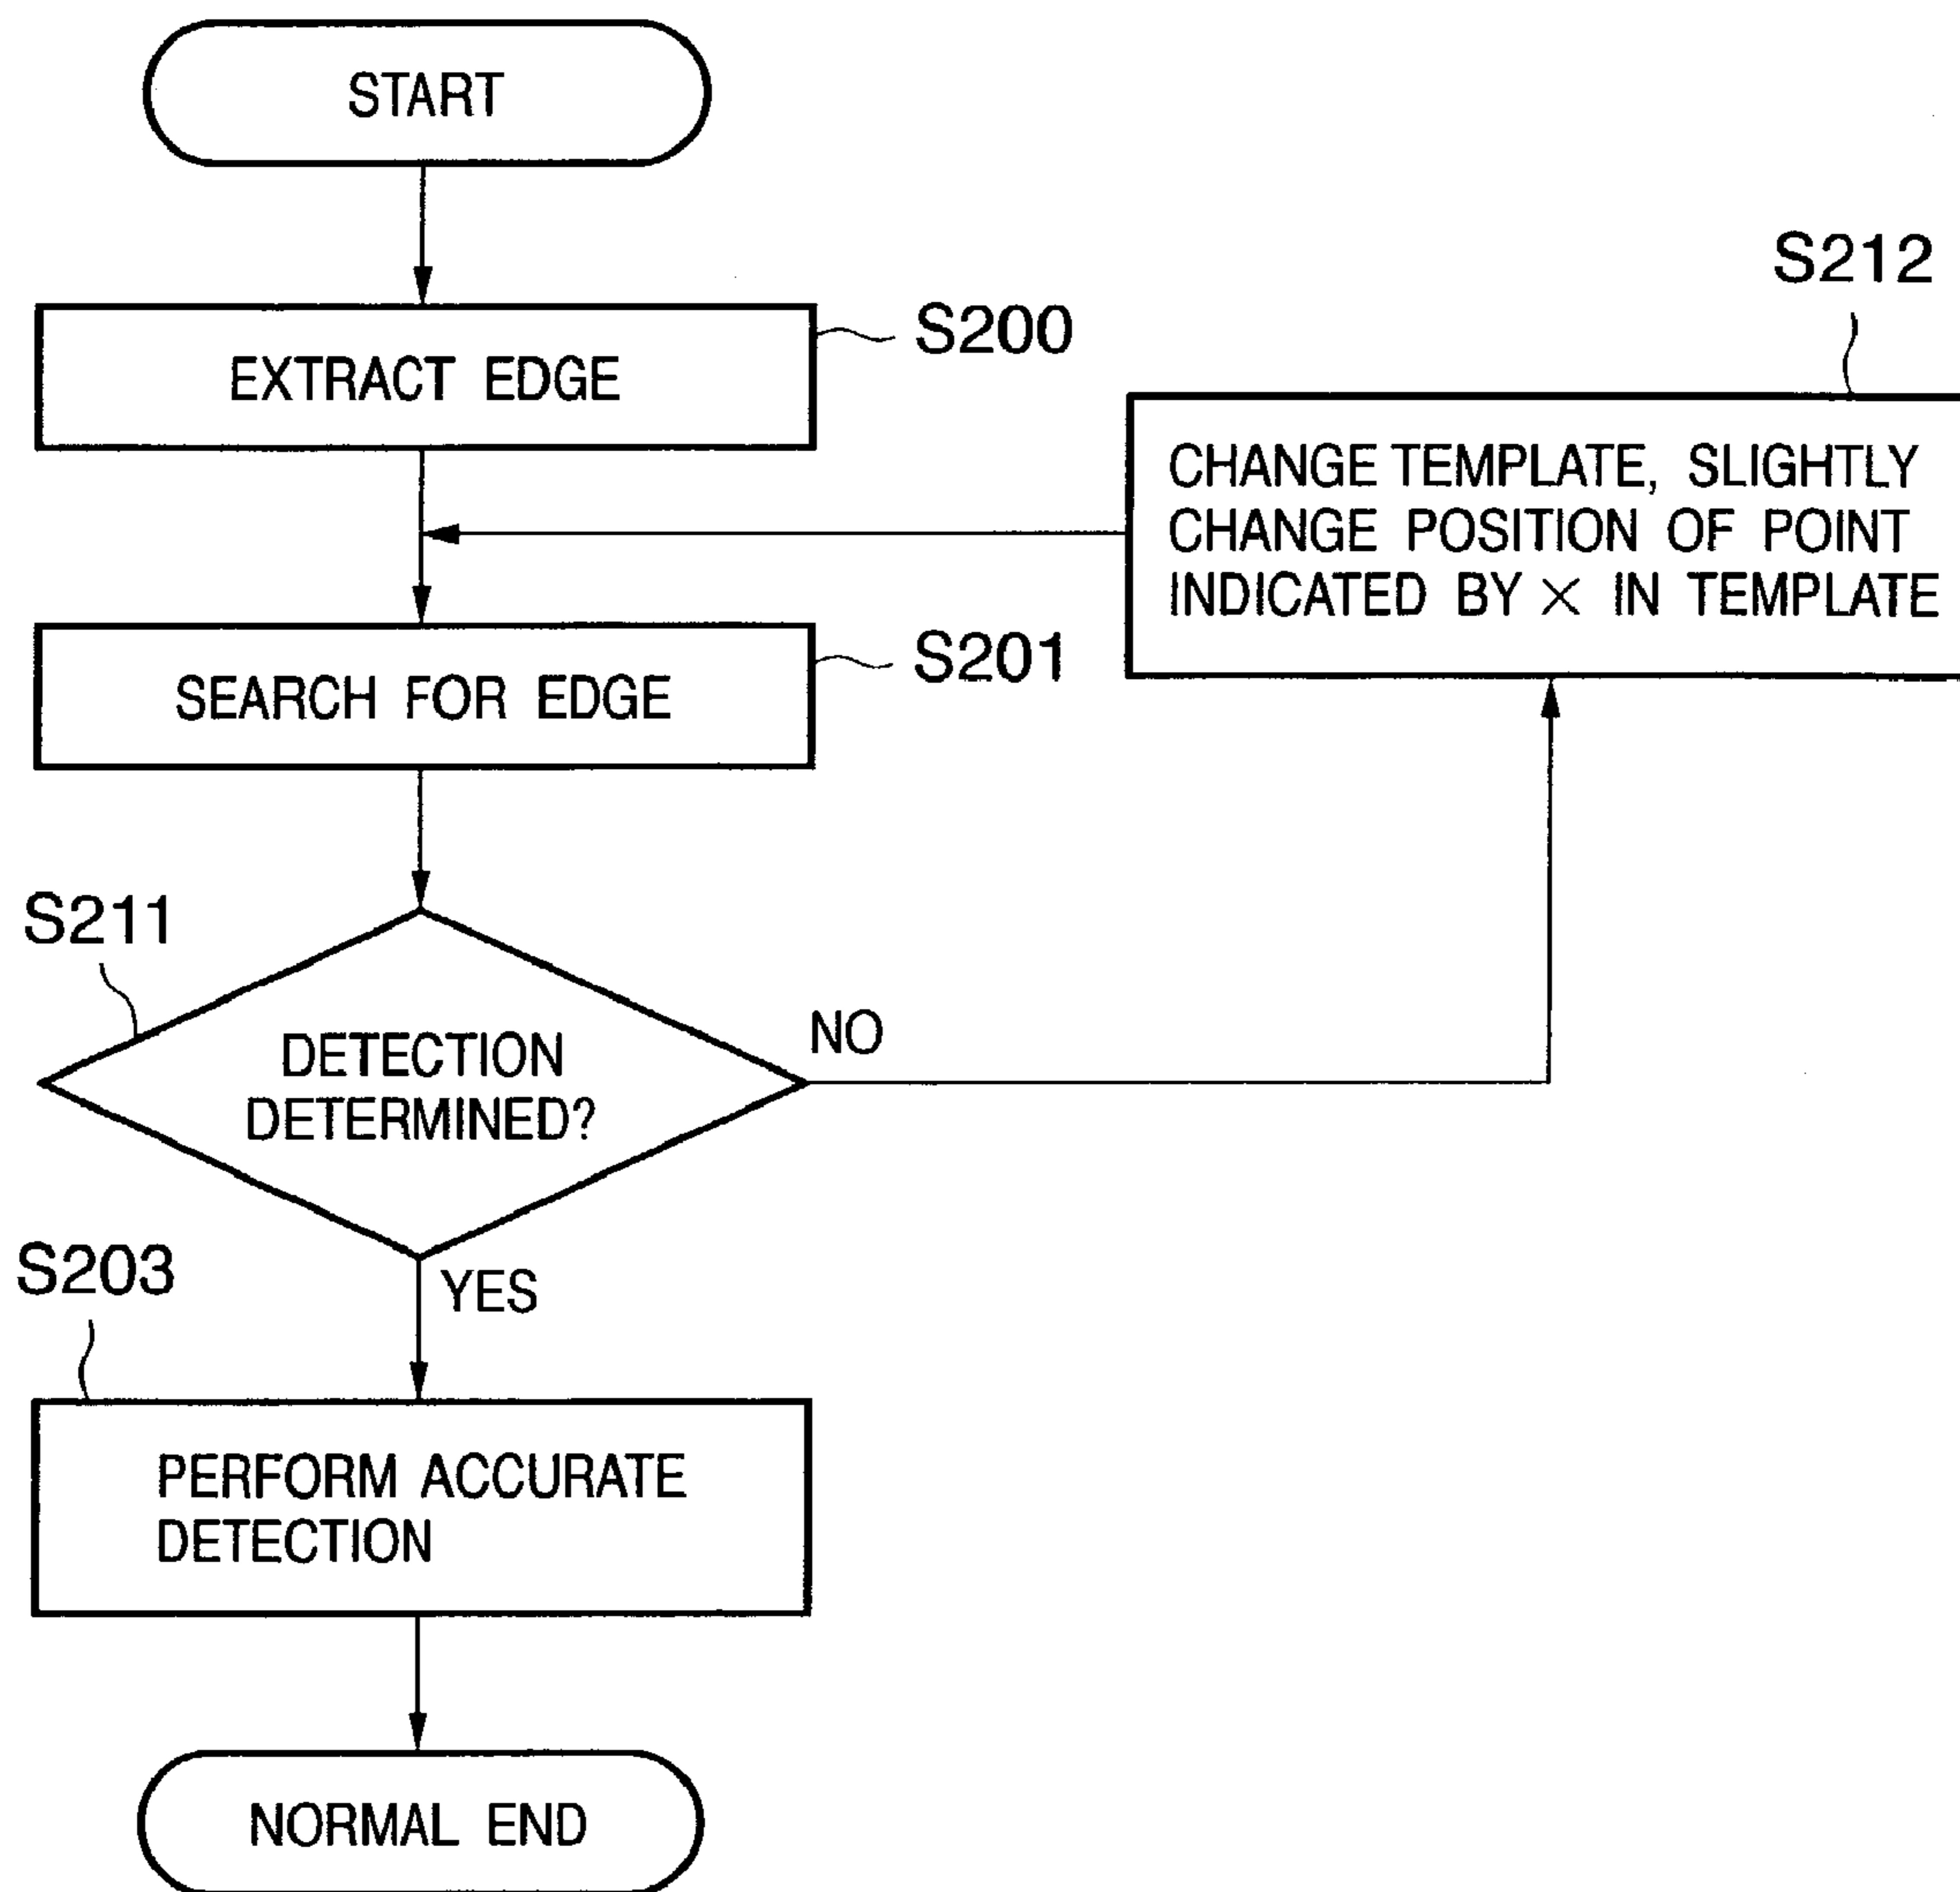 START
EXTRACT EDGE
S200
S212
CHANGE TEMPLATE, SLIGHTLY
CHANGE POSITION OF POINT
INDICATED BY × IN TEMPLATE
SEARCH FOR EDGE
S201
S211
DETECTION
DETERMINED?
NO
YES
S203
PERFORM ACCURATE
DETECTION
NORMAL END